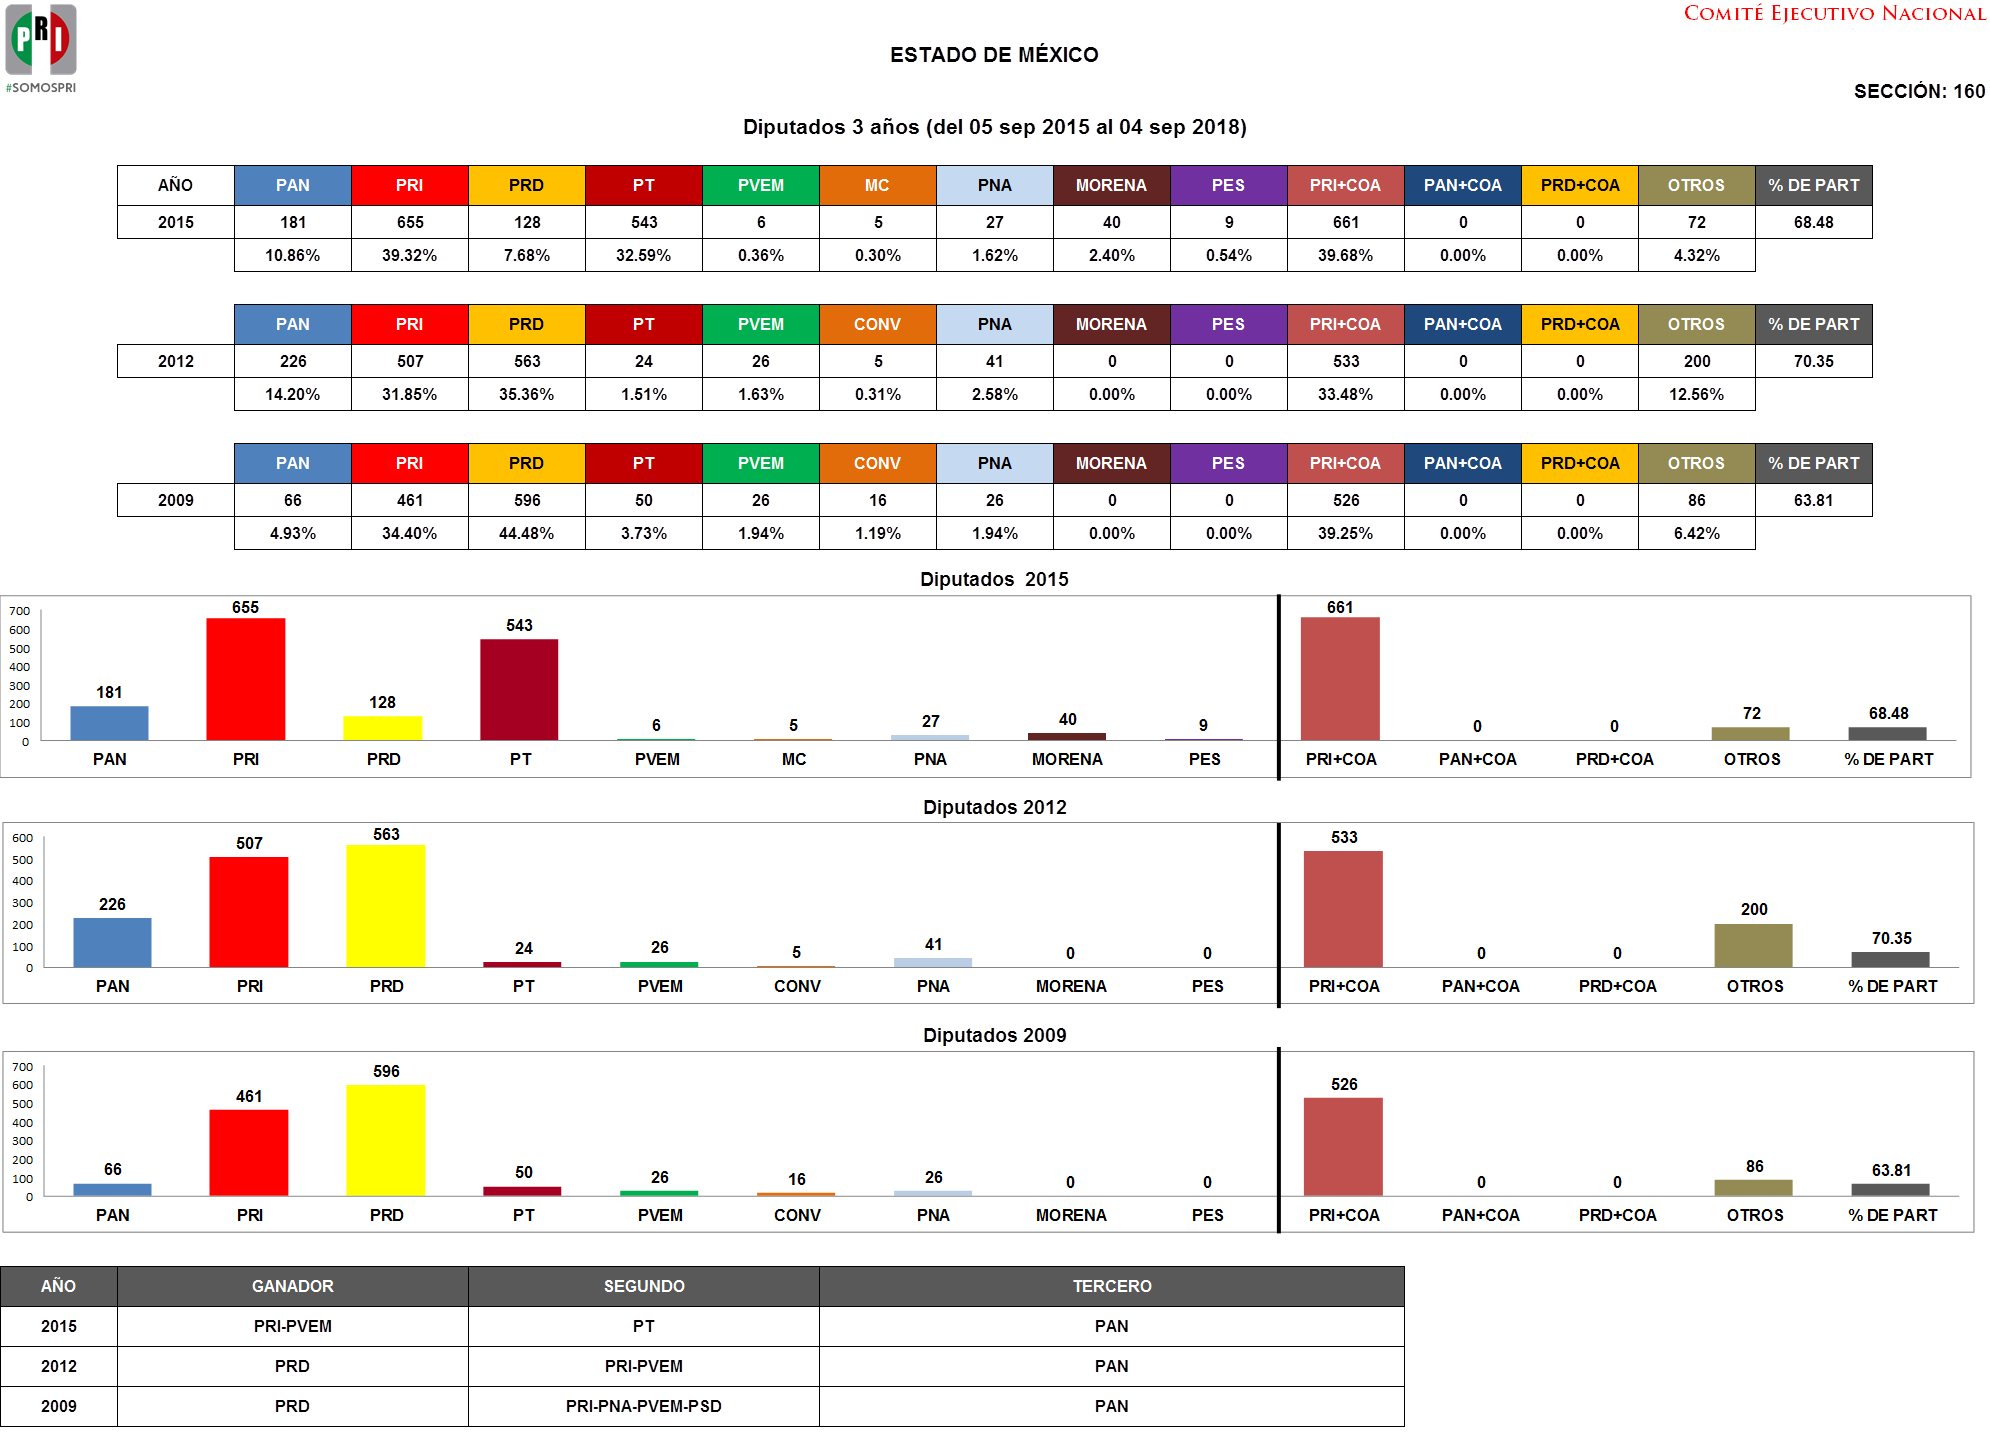 PRI
#SOMOSPRI
COMITÉ EJECUTIVO NACIONAL
ESTADO DE MÉXICO
SECCIÓN: 160
Diputados 3 años (del 05 sep 2015 al 04 sep 2018)
AÑO PAN PRI PRD PT PVEM MC PNA MORENA PES PRI+COA PAN+COA PRD+COA OTROS % DE PART
2015 181 655 128 543 6 5 27 40 9 661 0 0 72 68.48
10.86% 39.32% 7.68% 32.59% 0.36% 0.30% 1.62% 2.40% 0.54% 39.68% 0.00% 0.00% 4.32%
PAN PRI PRD PT PVEM CONV PNA MORENA PES PRI+COA PAN+COA PRD+COA OTROS % DE PART
2012 226 507 563 24 26 5 41 0 0 533 0 0 200 70.35
14.20% 31.85% 35.36% 1.51% 1.63% 0.31% 2.58% 0.00% 0.00% 33.48% 0.00% 0.00% 12.56%
PAN PRI PRD PT PVEM CONV PNA MORENA PES PRI+COA PAN+COA PRD+COA OTROS % DE PART
2009 66 461 596 50 26 16 26 0 0 526 0 0 86 63.81
4.93% 34.40% 44.48% 3.73% 1.94% 1.19% 1.94% 0.00% 0.00% 39.25% 0.00% 0.00% 6.42%
Diputados 2015
700
600
500
400
300
200
100
0
181 655 128 543 6 5 27 40 9 661 0 0 72 68.48
PAN PRI PRD PT PVEM MC PNA MORENA PES PRI+COA PAN+COA PRD+COA OTROS % DE PART
Diputados 2012
600
500
400
300
200
100
0
226 507 563 24 26 5 41 0 0 533 0 0 200 70.35
PAN PRI PRD PT PVEM CONV PNA MORENA PES PRI+COA PAN+COA PRD+COA OTROS % DE PART
Diputados 2009
700
600
500
400
300
200
100
0
66 461 596 50 26 16 26 0 0 526 0 0 86 63.81
PAN PRI PRD PT PVEM CONV PNA MORENA PES PRI+COA PAN+COA PRD+COA OTROS % DE PART
AÑO GANADOR SEGUNDO TERCERO
2015 PRI-PVEM PT PAN
2012 PRD PRI-PVEM PAN
2009 PRD PRI-PNA-PVEM-PSD PAN